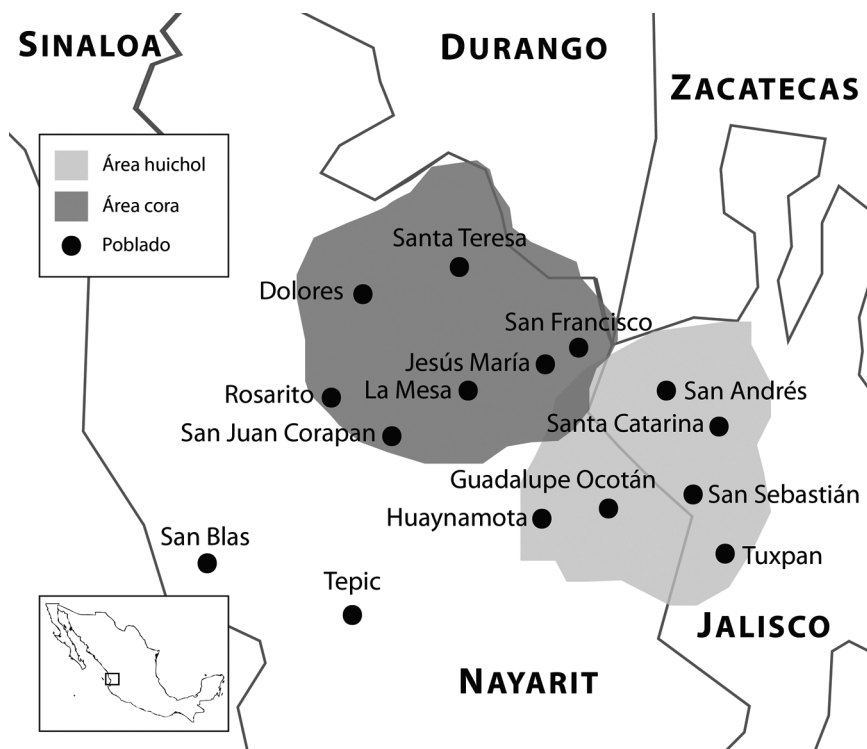 SINALOA
DURANGO
ZACATECAS
Área huichol
Área cora
Poblado
Santa Teresa
Dolores
San Francisco
Jesús María
Rosarito
La Mesa
San Andrés
San Juan Corapan
Santa Catarina
Guadalupe Ocotán
San Sebastián
Huaynamota
San Blas
Tuxpan
Tepic
JALISCO
NAYARIT